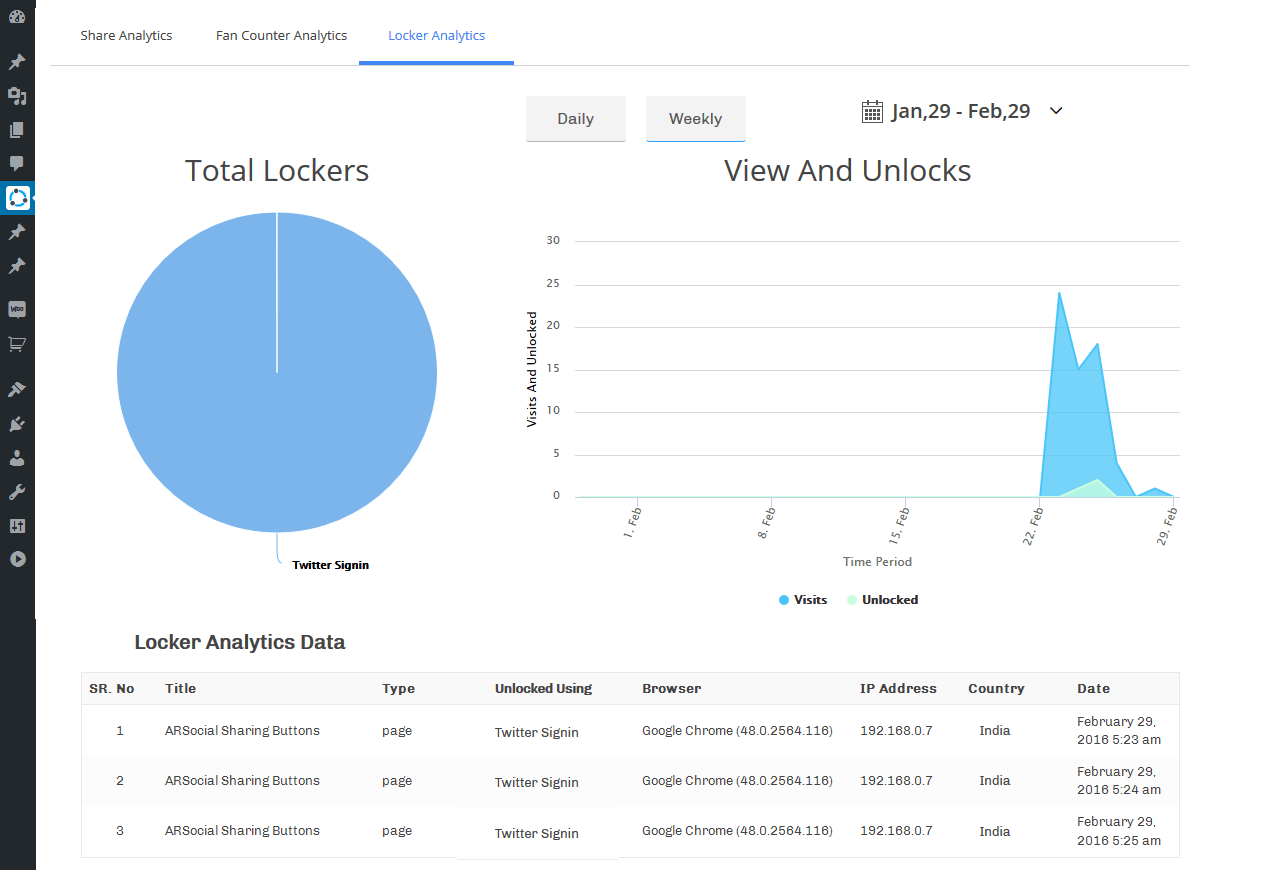 Share Analytics Fan Counter Analytics Locker Analytics
Daily Weekly Jan,29 - Feb,29
Total Lockers
Twitter Signin
View And Unlocks
Visits And Unlocked
30
25
20
15
10
5
0
1. Feb 8. Feb 15. Feb 22. Feb 29. Feb
Time Period
Visits Unlocked
Locker Analytics Data
SR. No Title Type Unlocked Using Browser IP Address Country Date
1 ARSocial Sharing Buttons page Twitter Signin Google Chrome (48.0.2564.116) 192.168.0.7 India February 29,
2016 5:23 am
2 ARSocial Sharing Buttons page Twitter Signin Google Chrome (48.0.2564.116) 192.168.0.7 India February 29,
2016 5:24 am
3 ARSocial Sharing Buttons page Twitter Signin Google Chrome (48.0.2564.116) 192.168.0.7 India February 29,
2016 5:25 am